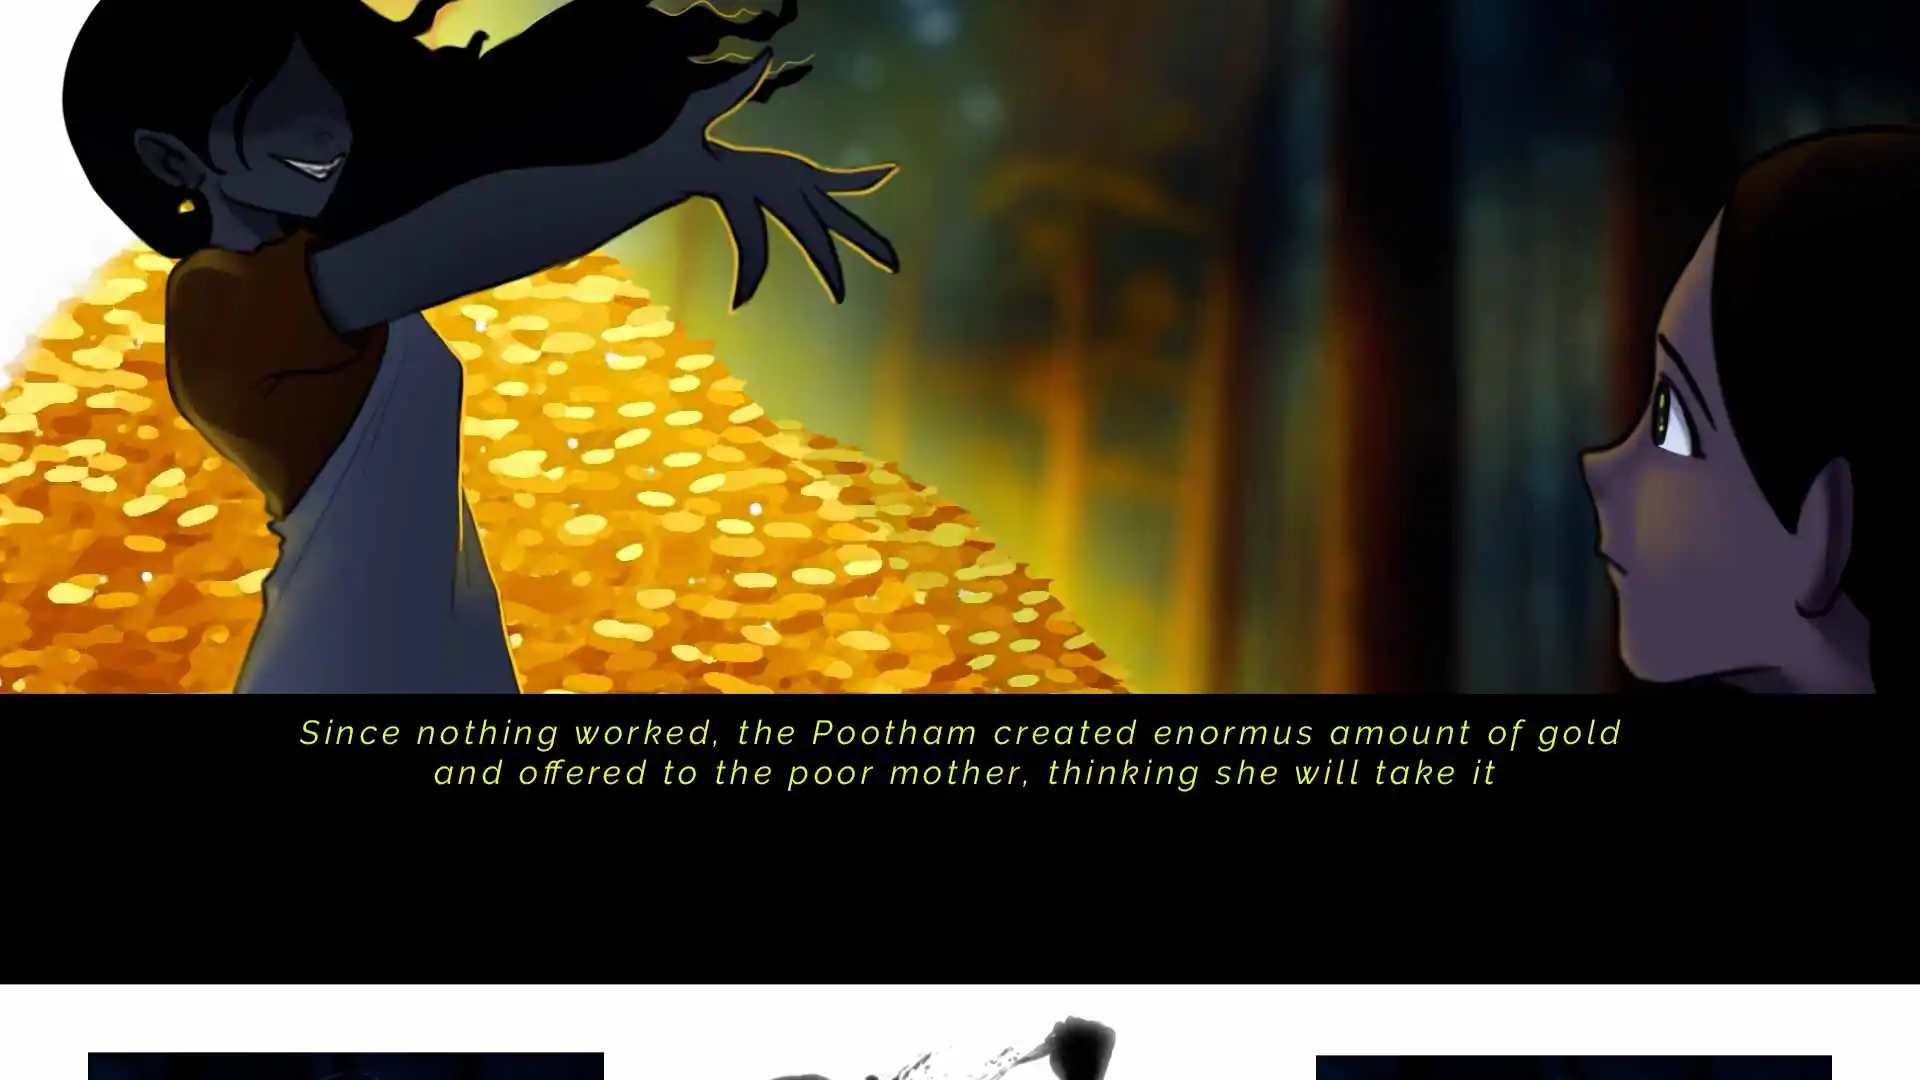 Since nothing worked, the Pootham created enormus amount of gold
and offered to the poor mother, thinking she will take it